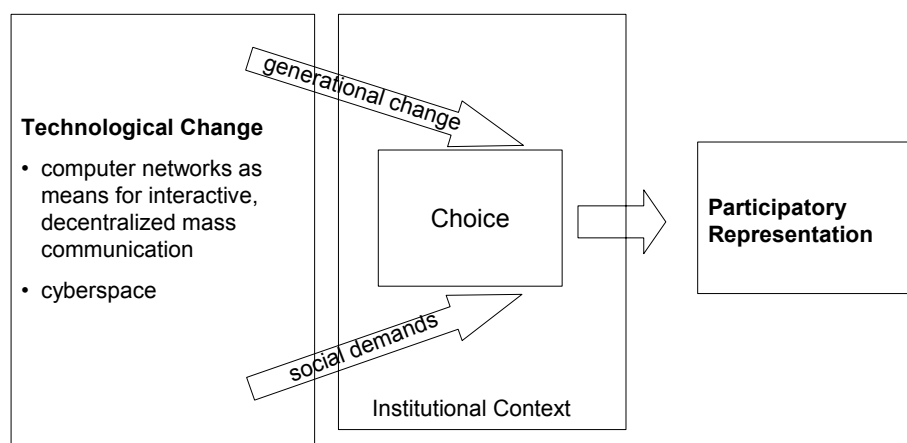 Technological Change
• computer networks as
means for interactive,
decentralized mass
communication
• cyberspace
generational change
Choice
social demands
Institutional Context
Participatory
Representation